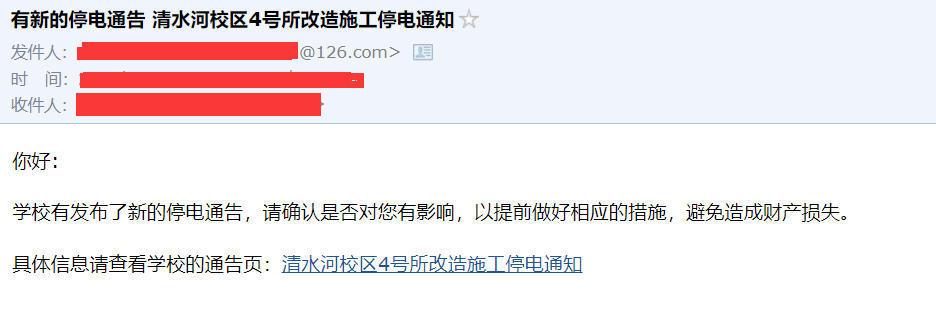 有新的停电通告 清水河校区4号所改造施工停电通知
发件人：@126.com>
时 间：
收件人：
你好：
学校有发布了新的停电通告，请确认是否对您有影响，以提前做好相应的措施，避免造成财产损失。
具体信息请查看学校的通告页：清水河校区4号所改造施工停电通知